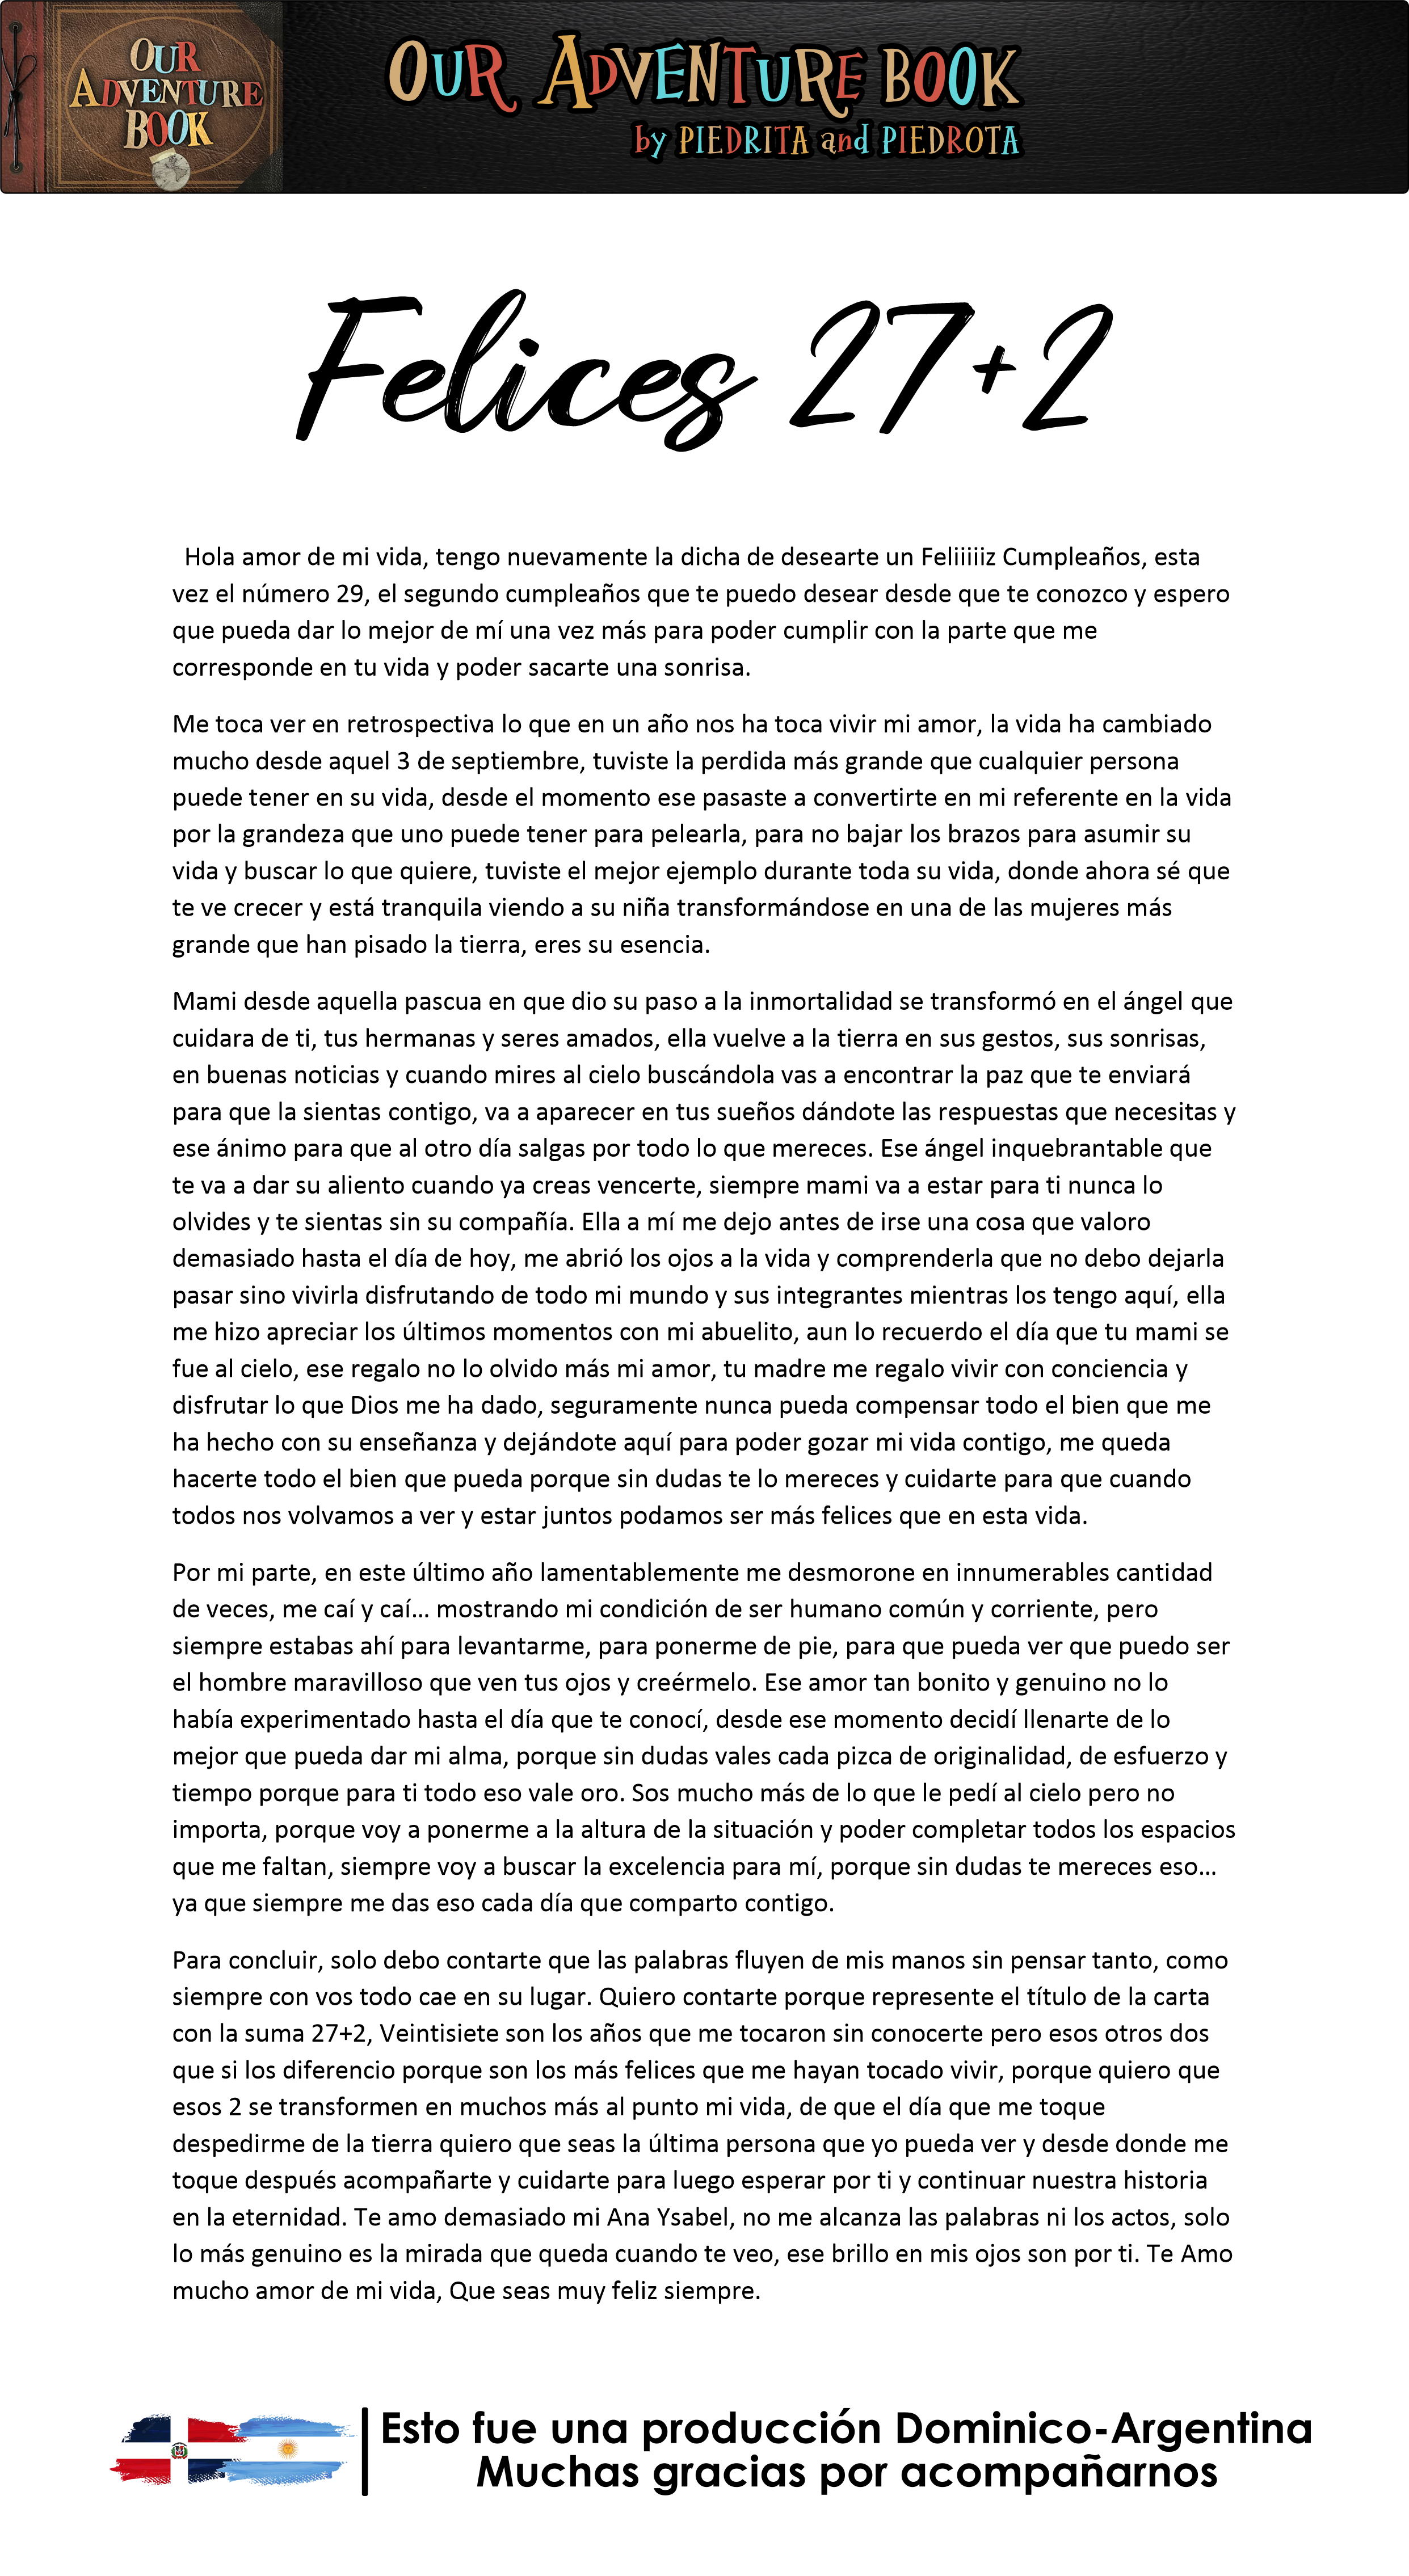 OUR
ADVENTURE
BOOK
OUR ADVENTURE BOOK
by PIEDRITA and PIEDROTA
Felices 27+2
Hola amor de mi vida, tengo nuevamente la dicha de desearte un Feliiiiiz Cumpleaños, esta
vez el número 29, el segundo cumpleaños que te puedo desear desde que te conozco y espero
que pueda dar lo mejor de mí una vez más para poder cumplir con la parte que me
corresponde en tu vida y poder sacarte una sonrisa.
Me toca ver en retrospectiva lo que en un año nos ha toca vivir mi amor, la vida ha cambiado
mucho desde aquel 3 de septiembre, tuviste la perdida más grande que cualquier persona
puede tener en su vida, desde el momento ese pasaste a convertirte en mi referente en la vida
por la grandeza que uno puede tener para pelearla, para no bajar los brazos para asumir su
vida y buscar lo que quiere, tuviste el mejor ejemplo durante toda su vida, donde ahora sé que
te ve crecer y está tranquila viendo a su niña transformándose en una de las mujeres más
grande que han pisado la tierra, eres su esencia.
Mami desde aquella pascua en que dio su paso a la inmortalidad se transformó en el ángel que
cuidara de ti, tus hermanas y seres amados, ella vuelve a la tierra en sus gestos, sus sonrisas,
en buenas noticias y cuando mires al cielo buscándola vas a encontrar la paz que te enviará
para que la sientas contigo, va a aparecer en tus sueños dándote las respuestas que necesitas y
ese ánimo para que al otro día salgas por todo lo que mereces. Ese ángel inquebrantable que
te va a dar su aliento cuando ya creas vencerte, siempre mami va a estar para ti nunca lo
olvides y te sientas sin su compañía. Ella a mí me dejo antes de irse una cosa que valoro
demasiado hasta el día de hoy, me abrió los ojos a la vida y comprenderla que no debo dejarla
pasar sino vivirla disfrutando de todo mi mundo y sus integrantes mientras los tengo aquí, ella
me hizo apreciar los últimos momentos con mi abuelito, aun lo recuerdo el día que tu mami se
fue al cielo, ese regalo no lo olvido más mi amor, tu madre me regalo vivir con conciencia y
disfrutar lo que Dios me ha dado, seguramente nunca pueda compensar todo el bien que me
ha hecho con su enseñanza y dejándote aquí para poder gozar mi vida contigo, me queda
hacerte todo el bien que pueda porque sin dudas te lo mereces y cuidarte para que cuando
todos nos volvamos a ver y estar juntos podamos ser más felices que en esta vida.
Por mi parte, en este último año lamentablemente me desmorone en innumerables cantidad
de veces, me caí y caí... mostrando mi condición de ser humano común y corriente, pero
siempre estabas ahí para levantarme, para ponerme de pie, para que pueda ver que puedo ser
el hombre maravilloso que ven tus ojos y creérmelo. Ese amor tan bonito y genuino no lo
había experimentado hasta el día que te conocí, desde ese momento decidí llenarte de lo
mejor que pueda dar mi alma, porque sin dudas vales cada pizca de originalidad, de esfuerzo y
tiempo porque para ti todo eso vale oro. Sos mucho más de lo que le pedí al cielo pero no
importa, porque voy a ponerme a la altura de la situación y poder completar todos los espacios
que me faltan, siempre voy a buscar la excelencia para mí, porque sin dudas te mereces eso...
ya que siempre me das eso cada día que comparto contigo.
Para concluir, solo debo contarte que las palabras fluyen de mis manos sin pensar tanto, como
siempre con vos todo cae en su lugar. Quiero contarte porque represente el título de la carta
con la suma 27+2, Veintisiete son los años que me tocaron sin conocerte pero esos otros dos
que si los diferencio porque son los más felices que me hayan tocado vivir, porque quiero que
esos 2 se transformen en muchos más al punto mi vida, de que el día que me toque
despedirme de la tierra quiero que seas la última persona que yo pueda ver y desde donde me
toque después acompañarte y cuidarte para luego esperar por ti y continuar nuestra historia
en la eternidad. Te amo demasiado mi Ana Ysabel, no me alcanza las palabras ni los actos, solo
lo más genuino es la mirada que queda cuando te veo, ese brillo en mis ojos son por ti. Te Amo
mucho amor de mi vida, Que seas muy feliz siempre.
Esto fue una producción Dominico-Argentina
Muchas gracias por acompañarnos